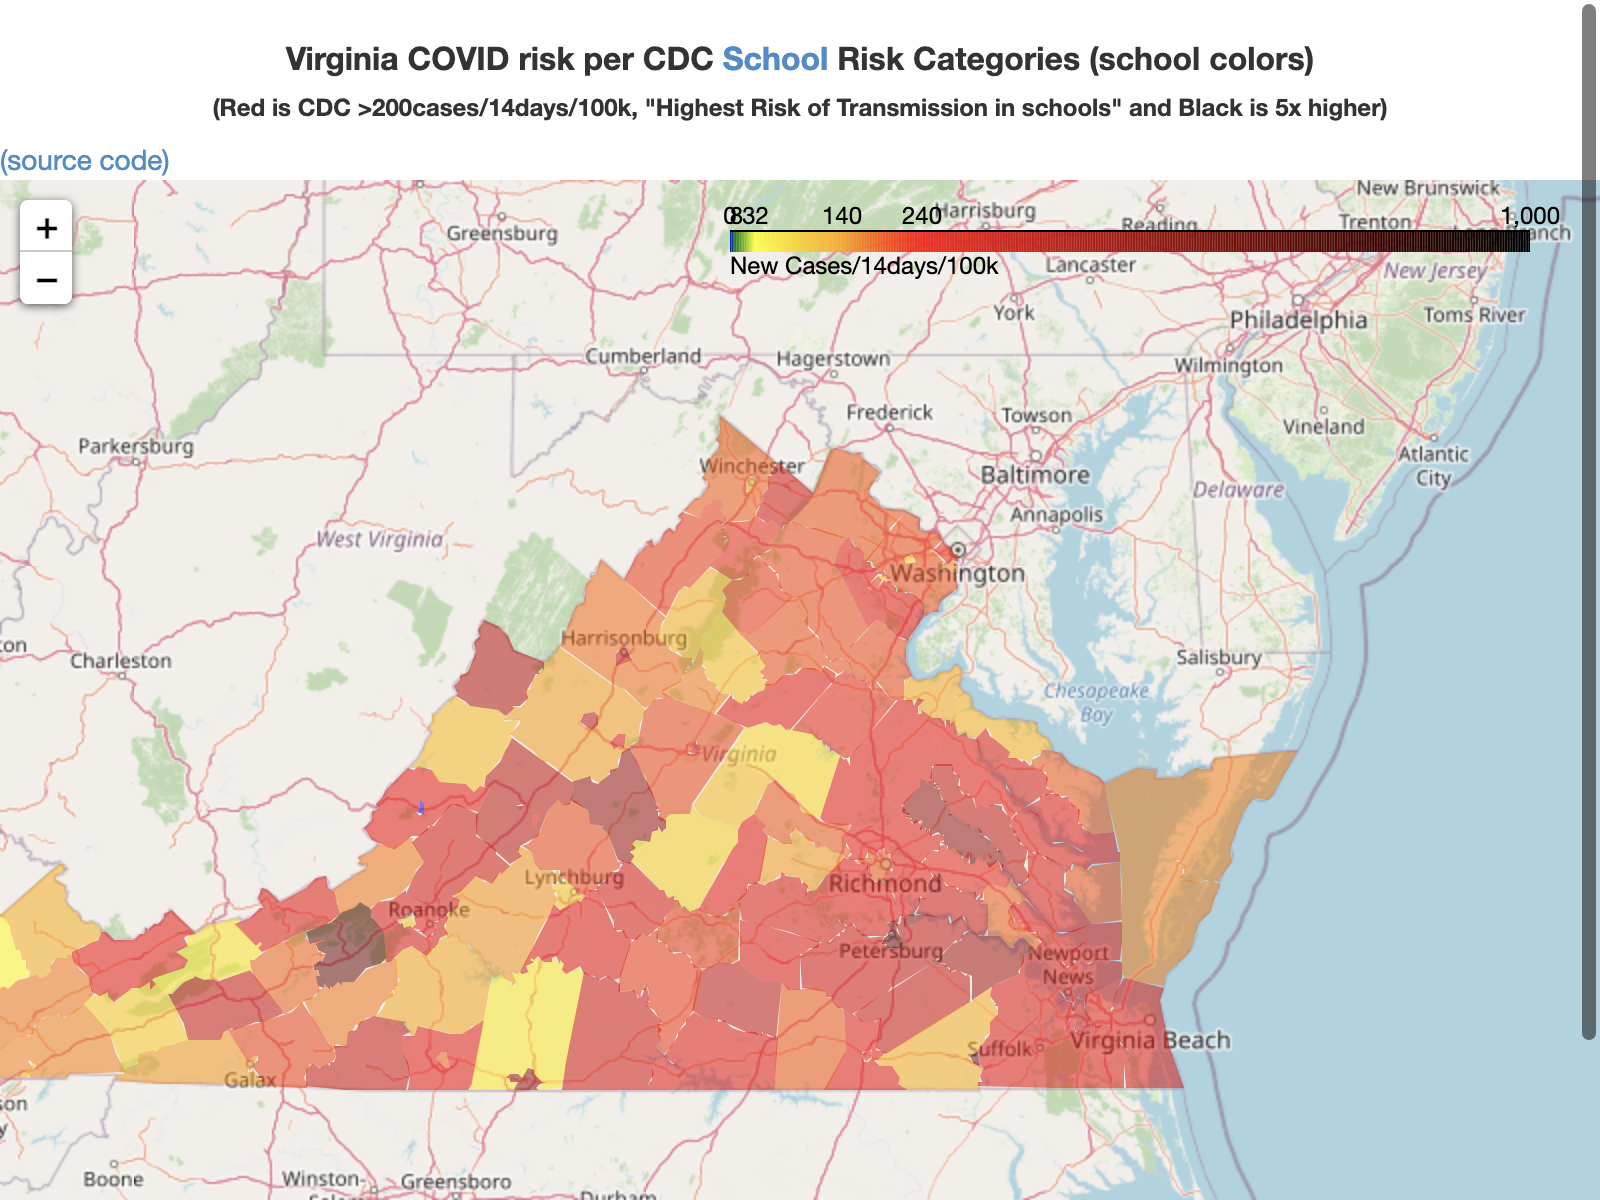 Virginia COVID risk per CDC School Risk Categories (school colors)
(Red is CDC >200cases/14days/100k, "Highest Risk of Transmission in schools" and Black is 5x higher)
(source code)
+
−
New Brunswick
0 8 32 140 240 1,000
Harrisburg
Reading
Trenton
Greensburg
Long Branch
New Cases/14days/100k
Lancaster
New Jersey
York
Philadelphia
Toms River
Cumberland
Hagerstown
Wilmington
Frederick
Towson
Vineland
Parkersburg
Atlantic
City
Winchester
Baltimore
Delaware
Annapolis
West Virginia
Washington
Harrisonburg
Charleston
Salisbury
Chesapeake
Bay
Virginia
Lynchburg
Richmond
Roanoke
Petersburg
Newport
News
Virginia Beach
Suffolk
Galax
Boone
Winston-
Salem
Greensboro
Durham